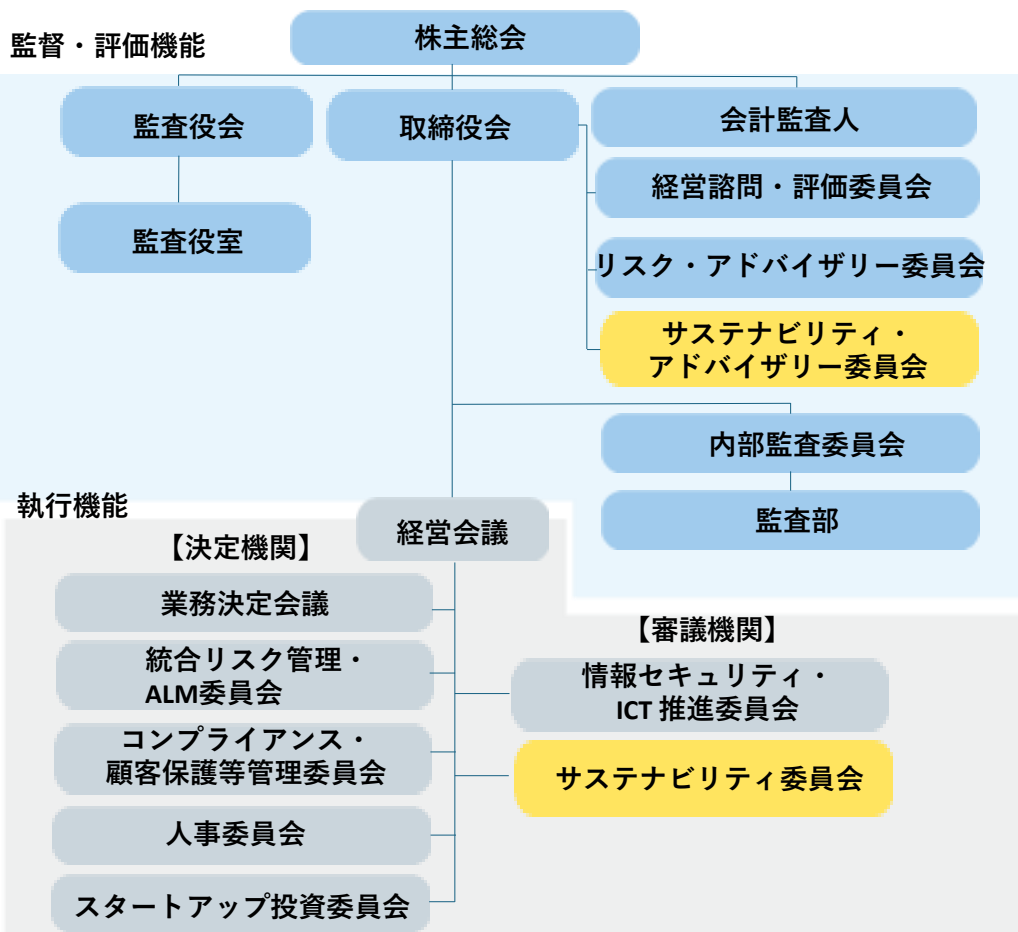 株主総会
監督・評価機能
監査役会
取締役会
会計監査人
経営諮問・評価委員会
監査役室
リスク・アドバイザリー委員会
サステナビリティ・
アドバイザリー委員会
内部監査委員会
監査部
執行機能
経営会議
【決定機関】
業務決定会議
統合リスク管理・
ALM委員会
コンプライアンス・
顧客保護等管理委員会
人事委員会
スタートアップ投資委員会
【審議機関】
情報セキュリティ・
ICT 推進委員会
サステナビリティ委員会